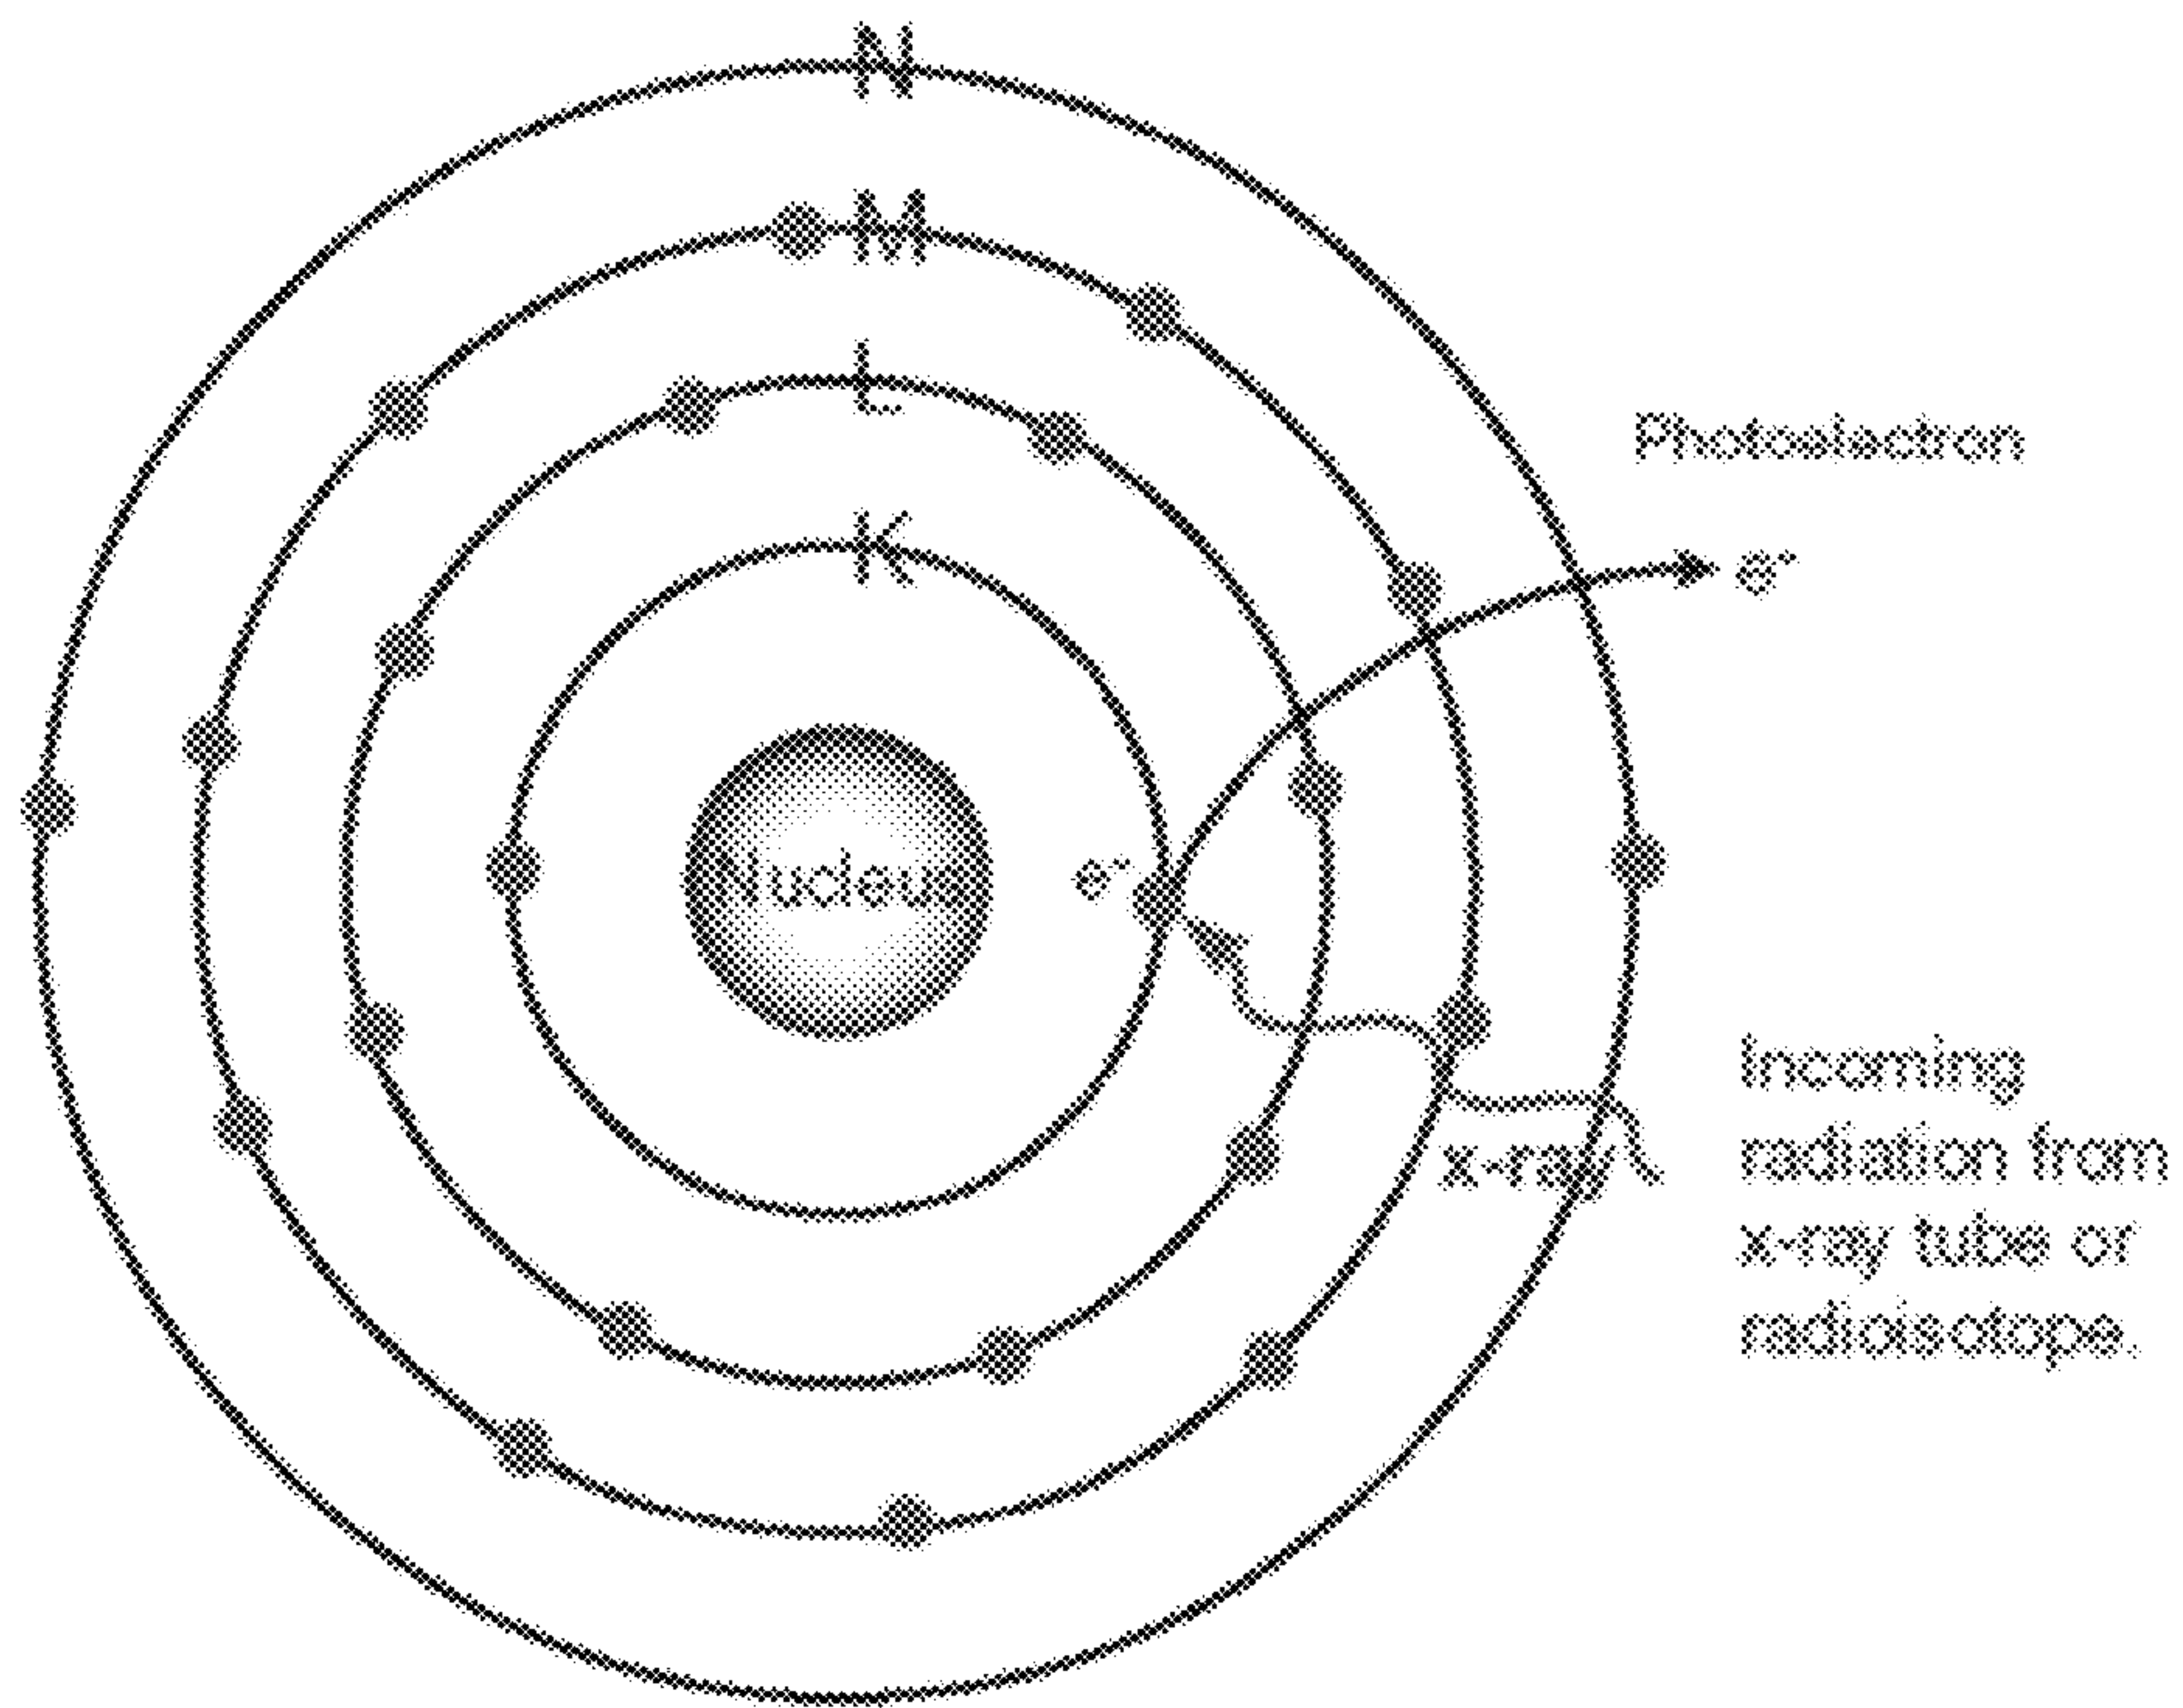 N
M
L
K
Photoelectron
e-
Nucleus
e-
x-ray
Incoming
radiation from
x-ray tube or
radioisotope.